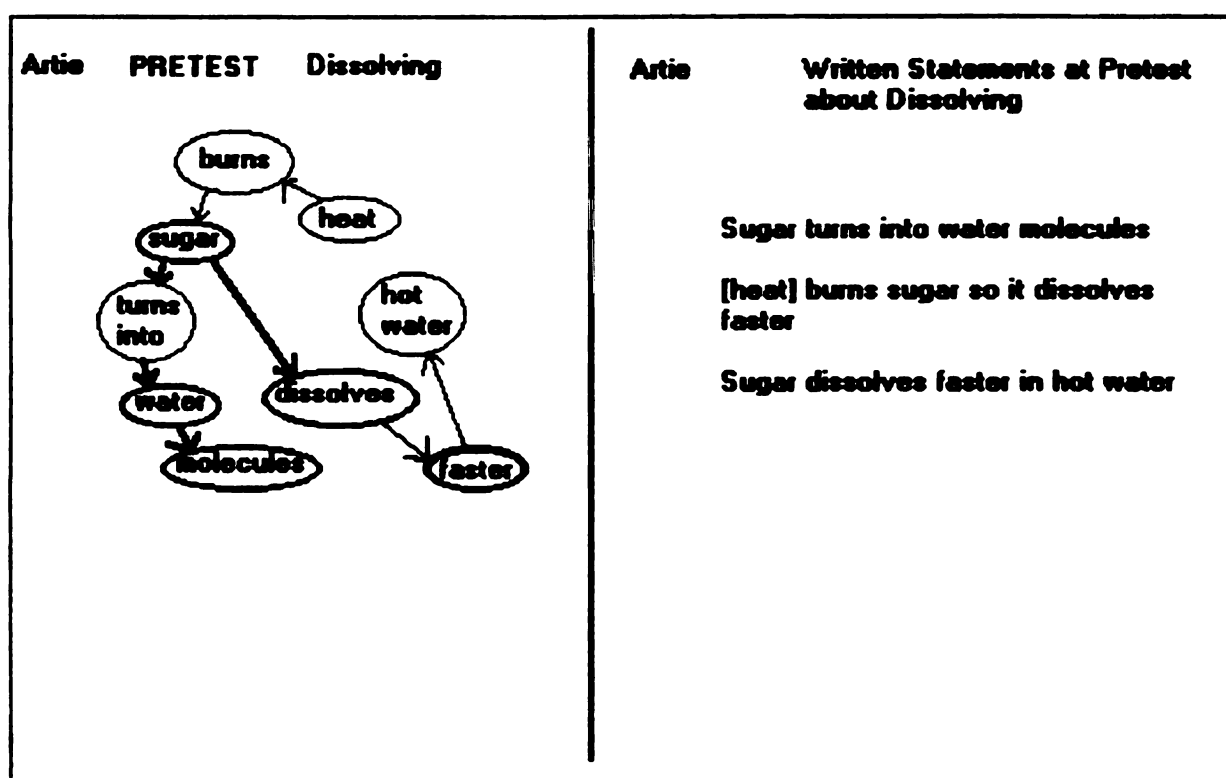 Artie PRETEST Dissolving
burns
heat
sugar
turns
into
hot
water
water
dissolves
molecules
faster
Artie Written Statements at Pretest
about Dissolving
Sugar turns into water molecules
[heat] burns sugar so it dissolves
faster
Sugar dissolves faster in hot water